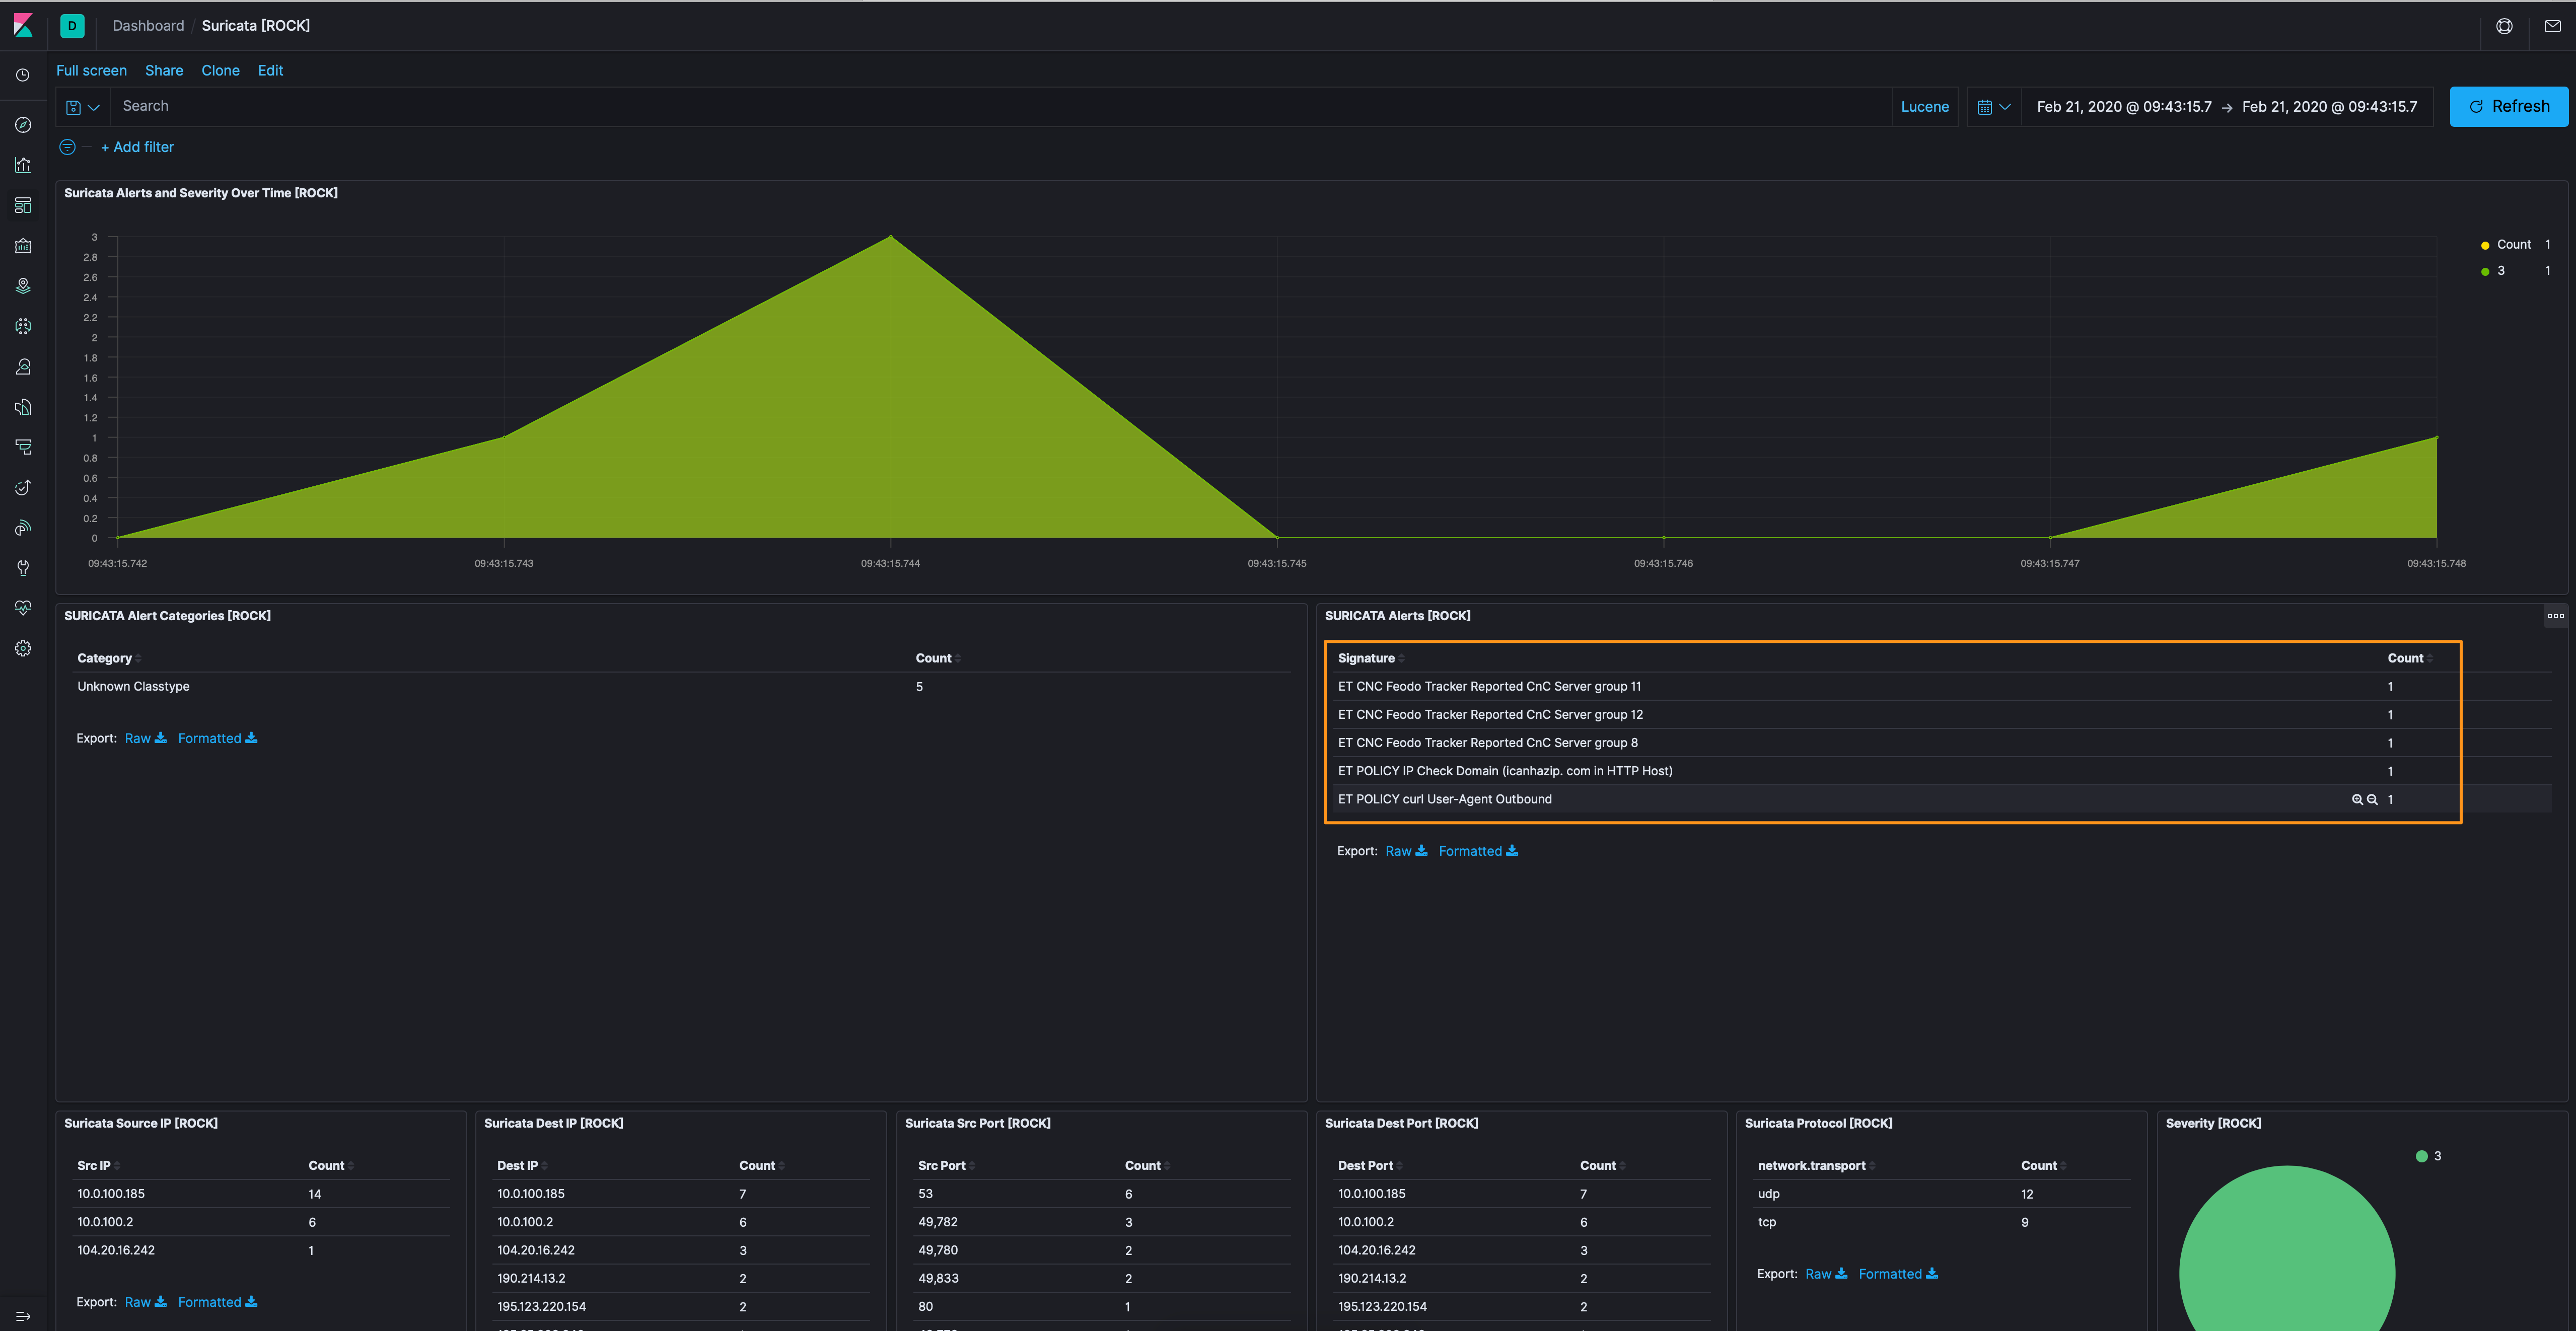 D Dashboard / Suricata [ROCK]
Full screen Share Clone Edit
Search Lucene Feb 21, 2020 @ 09:43:15.7 → Feb 21, 2020 @ 09:43:15.7 Refresh
+ Add filter
Suricata Alerts and Severity Over Time [ROCK]
3
2.8
2.6
2.4
2.2
2
1.8
1.6
1.4
1.2
1
0.8
0.6
0.4
0.2
0
09:43:15.742 09:43:15.743 09:43:15.744 09:43:15.745 09:43:15.746 09:43:15.747 09:43:15.748
Count 1
3 1
SURICATA Alert Categories [ROCK]
Category Count
Unknown Classtype 5
Export: Raw Formatted
SURICATA Alerts [ROCK]
Signature Count
ET CNC Feodo Tracker Reported CnC Server group 11 1
ET CNC Feodo Tracker Reported CnC Server group 12 1
ET CNC Feodo Tracker Reported CnC Server group 8 1
ET POLICY IP Check Domain (icanhazip. com in HTTP Host) 1
ET POLICY curl User-Agent Outbound 1
Export: Raw Formatted
Suricata Source IP [ROCK]
Src IP Count
10.0.100.185 14
10.0.100.2 6
104.20.16.242 1
Export: Raw Formatted
Suricata Dest IP [ROCK]
Dest IP Count
10.0.100.185 7
10.0.100.2 6
104.20.16.242 3
190.214.13.2 2
195.123.220.154 2
Suricata Src Port [ROCK]
Src Port Count
53 6
49,782 3
49,780 2
49,833 2
80 1
Suricata Dest Port [ROCK]
Dest Port Count
10.0.100.185 7
10.0.100.2 6
104.20.16.242 3
190.214.13.2 2
195.123.220.154 2
Suricata Protocol [ROCK]
network.transport Count
udp 12
tcp 9
Export: Raw Formatted
Severity [ROCK]
3